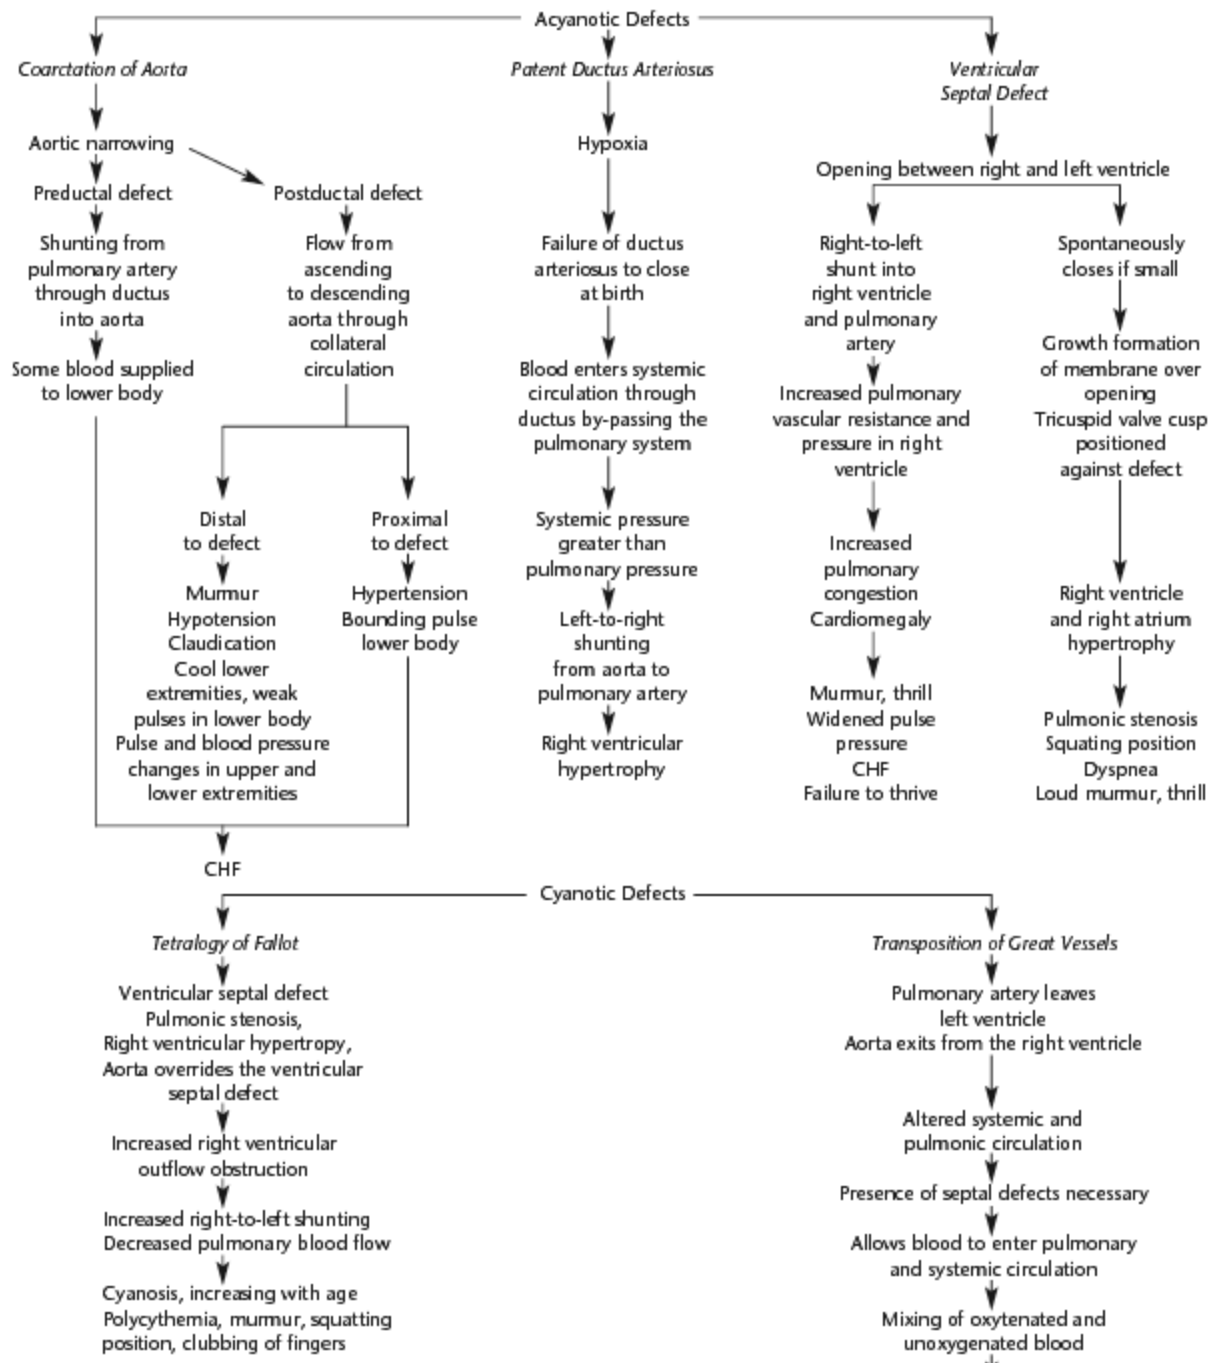 Acyanotic Defects
Coarctation of Aorta
Aortic narrowing
Preductal defect
Shunting from
pulmonary artery
through ductus
into aorta
Some blood supplied
to lower body
Postductal defect
Flow from
ascending
to descending
aorta through
collateral
circulation
Distal
to defect
Murmur
Hypotension
Claudication
Cool lower
extremities, weak
pulses in lower body
Pulse and blood pressure
changes in upper and
lower extremities
Proximal
to defect
Hypertension
Bounding pulse
lower body
CHF
Patent Ductus Arteriosus
Hypoxia
Failure of ductus
arteriosus to close
at birth
Blood enters systemic
circulation through
ductus by-passing the
pulmonary system
Systemic pressure
greater than
pulmonary pressure
Left-to-right
shunting
from aorta to
pulmonary artery
Right ventricular
hypertrophy
Ventricular
Septal Defect
Opening between right and left ventricle
Right-to-left
shunt into
right ventricle
and pulmonary
artery
Increased pulmonary
vascular resistance and
pressure in right
ventricle
Increased
pulmonary
congestion
Cardiomegaly
Murmur, thrill
Widened pulse
pressure
CHF
Failure to thrive
Spontaneously
closes if small
Growth formation
of membrane over
opening
Tricuspid valve cusp
positioned
against defect
Right ventricle
and right atrium
hypertrophy
Pulmonic stenosis
Squating position
Dyspnea
Loud murmur, thrill
Cyanotic Defects
Tetralogy of Fallot
Ventricular septal defect
Pulmonic stenosis,
Right ventricular hypertropy,
Aorta overrides the ventricular
septal defect
Increased right ventricular
outflow obstruction
Increased right-to-left shunting
Decreased pulmonary blood flow
Cyanosis, increasing with age
Polycythemia, murmur, squatting
position, clubbing of fingers
Transposition of Great Vessels
Pulmonary artery leaves
left ventricle
Aorta exits from the right ventricle
Altered systemic and
pulmonic circulation
Presence of septal defects necessary
Allows blood to enter pulmonary
and systemic circulation
Mixing of oxytenated and
unoxygenated blood